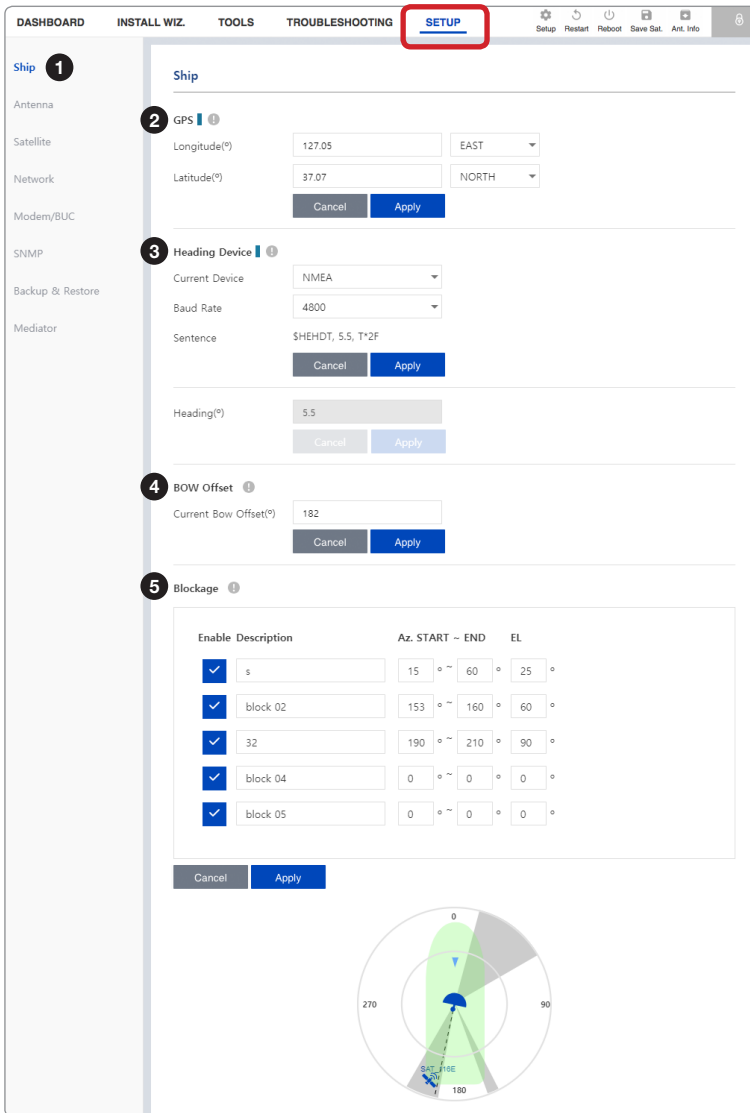 DASHBOARD INSTALL WIZ. TOOLS TROUBLESHOOTING SETUP Setup Restart Reboot Save Sat. Ant. Info
Ship 1
Antenna
Satellite
Network
Modem/BUC
SNMP
Backup & Restore
Mediator
Ship
2 GPS
Longitude(º) 127.05 EAST
Latitude(º) 37.07 NORTH
Cancel Apply
3 Heading Device
Current Device NMEA
Baud Rate 4800
Sentence $HEHDT, 5.5, T*2F
Cancel Apply
Heading(º) 5.5
Cancel Apply
4 BOW Offset
Current Bow Offset(º) 182
Cancel Apply
5 Blockage
Enable Description Az. START ~ END EL
s 15 º ~ 60 º 25 º
block 02 153 º ~ 160 º 60 º
32 190 º ~ 210 º 90 º
block 04 0 º ~ 0 º 0 º
block 05 0 º ~ 0 º 0 º
Cancel Apply
0
270 90
180